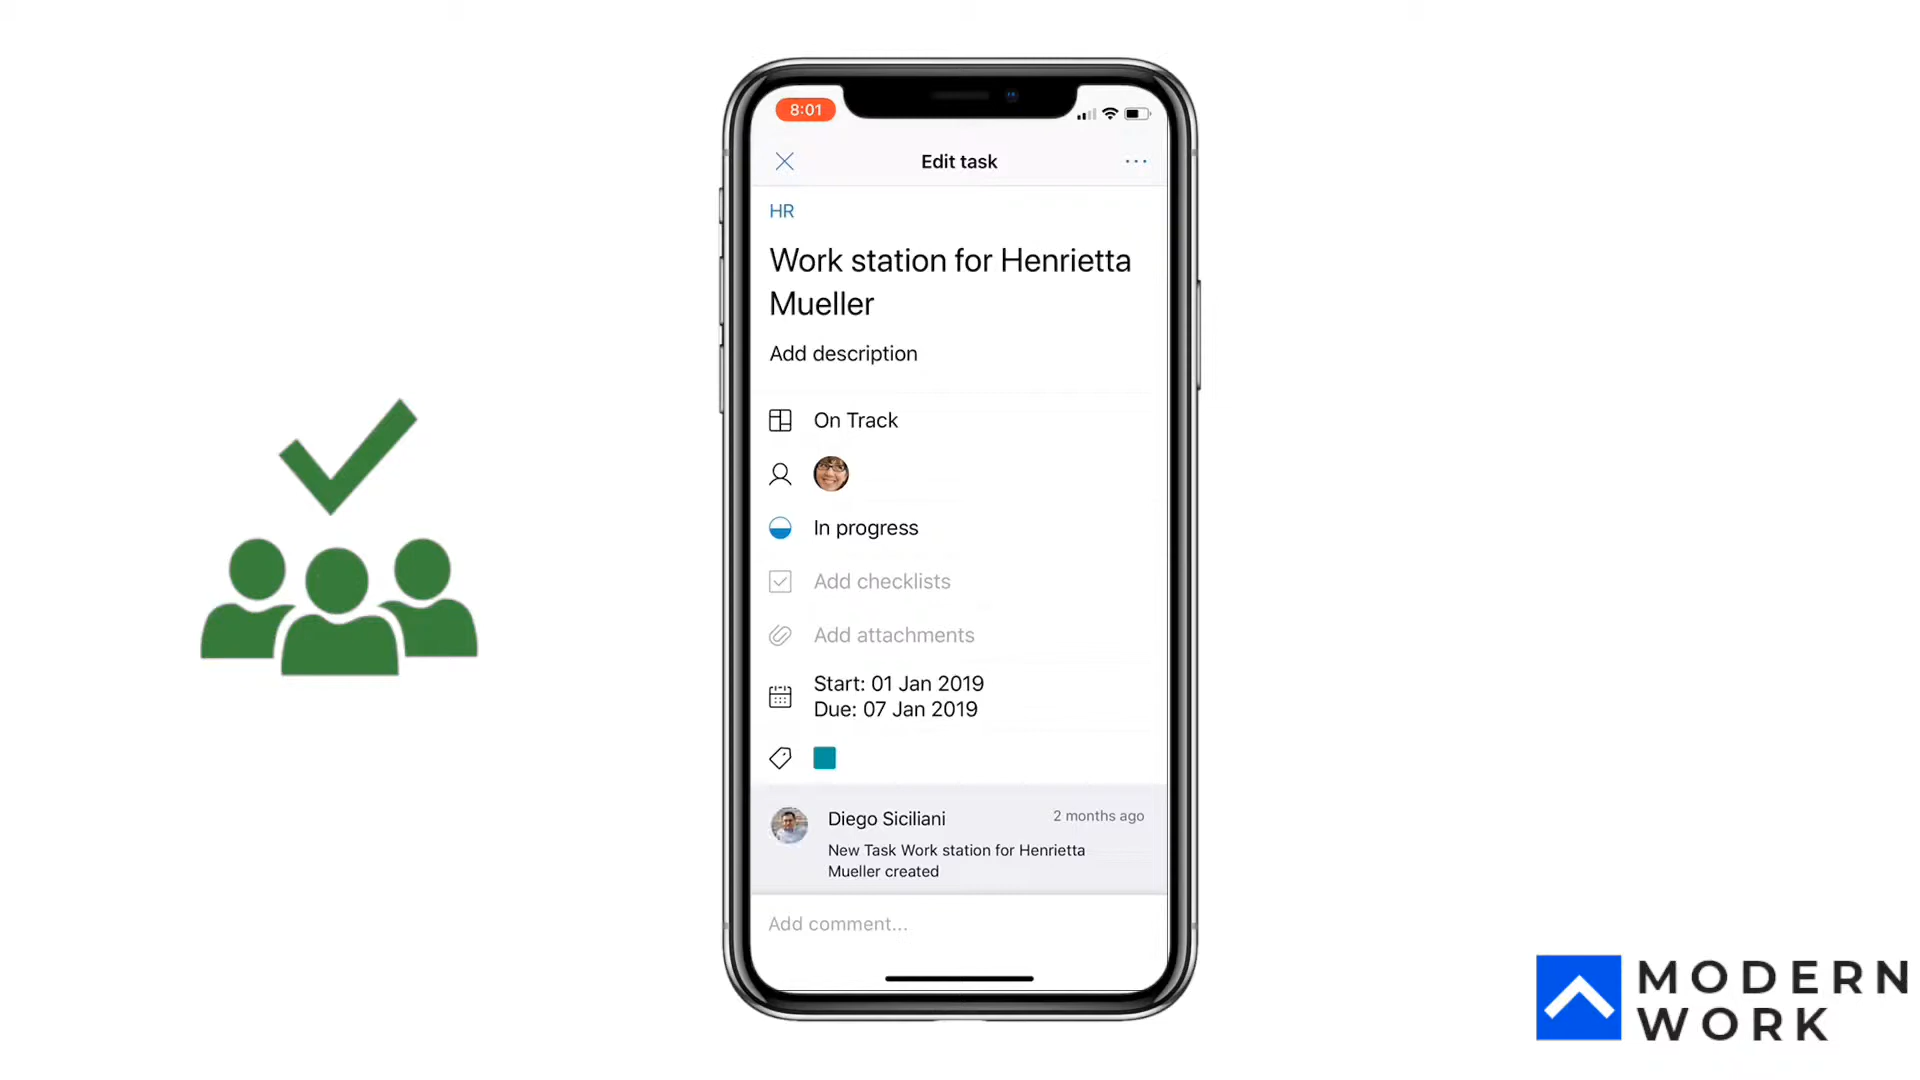 8:01
Edit task
HR
Work station for Henrietta
Mueller
Add description
On Track
In progress
Add checklists
Add attachments
Start: 01 Jan 2019
Due: 07 Jan 2019
Diego Siciliani
2 months ago
New Task Work station for Henrietta
Mueller created
Add comment...
MODERN
WORK